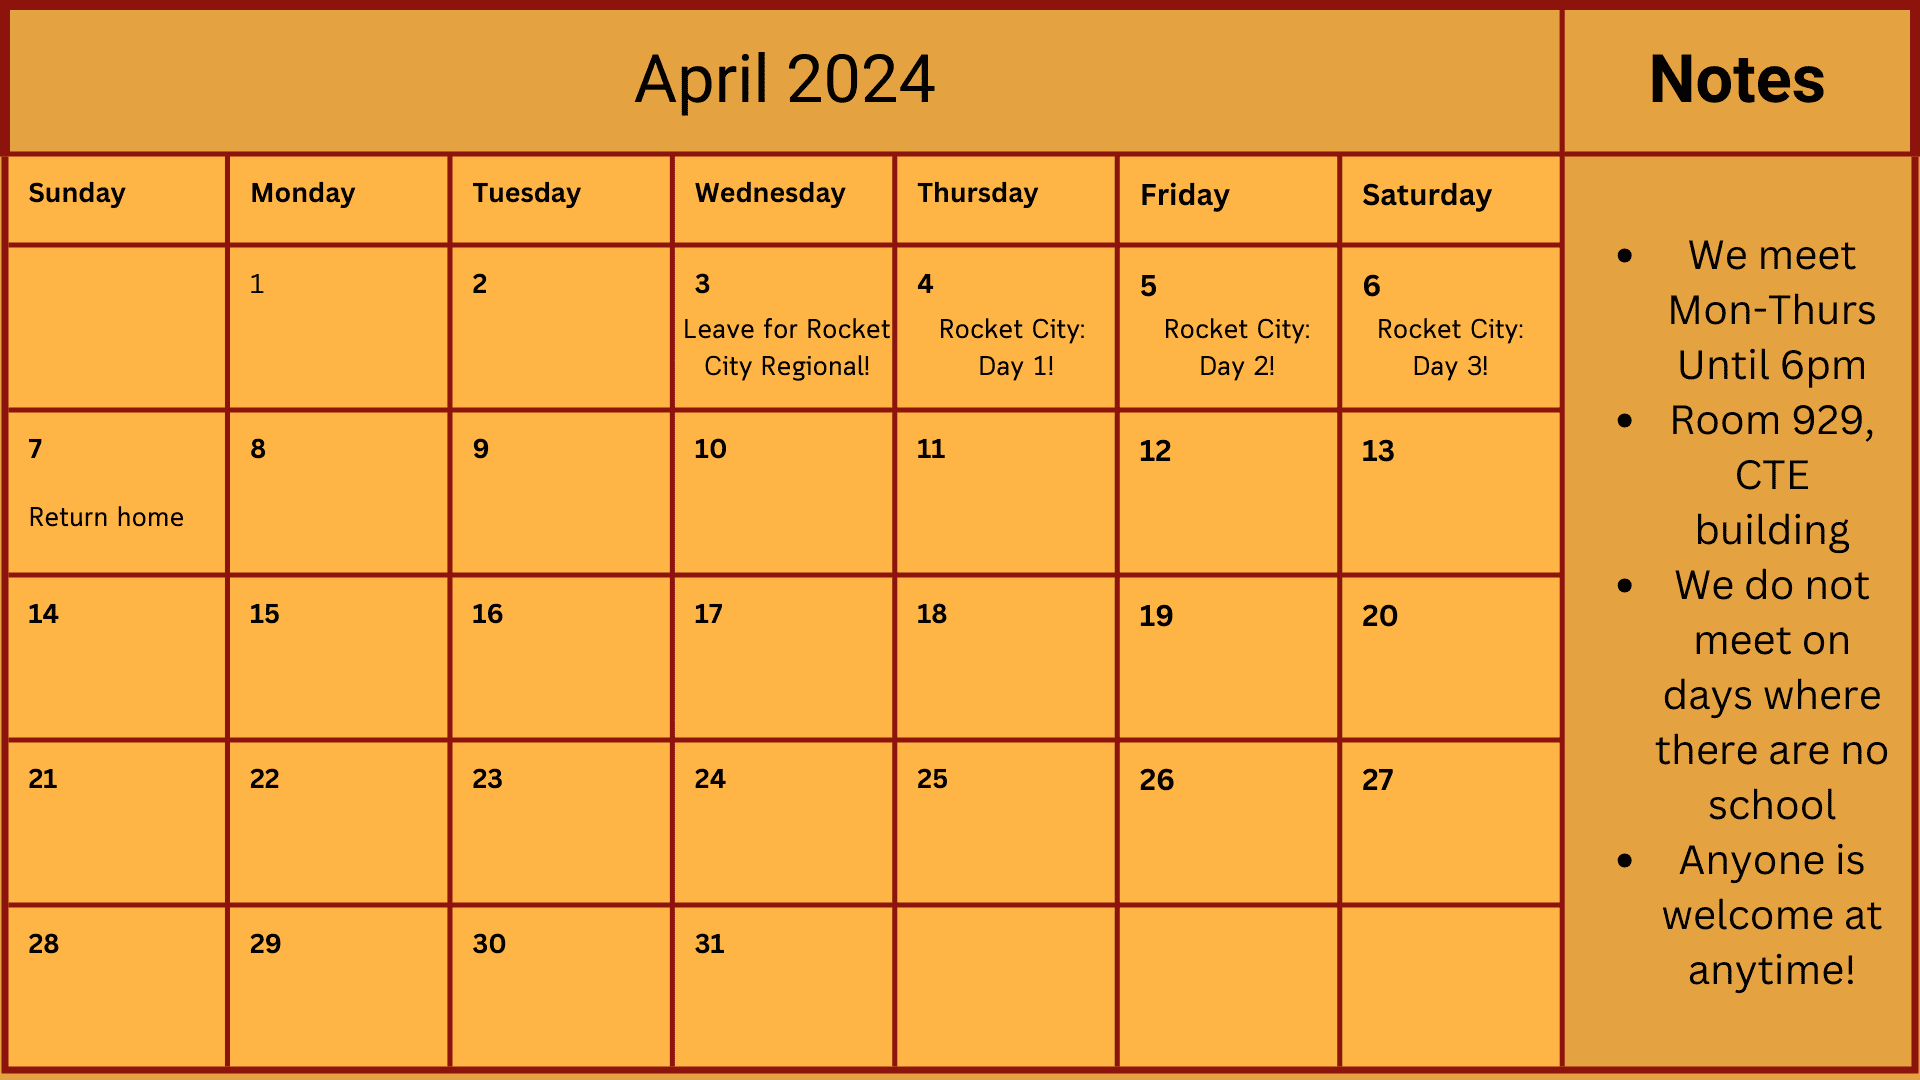 April 2024
Notes
Sunday Monday Tuesday Wednesday Thursday Friday Saturday
1 2 3 4 5 6
Leave for Rocket
City Regional!
Rocket City:
Day 1!
Rocket City:
Day 2!
Rocket City:
Day 3!
7 8 9 10 11 12 13
Return home
14 15 16 17 18 19 20
21 22 23 24 25 26 27
28 29 30 31
• We meet
Mon-Thurs
Until 6pm
• Room 929,
CTE
building
• We do not
meet on
days where
there are no
school
• Anyone is
welcome at
anytime!